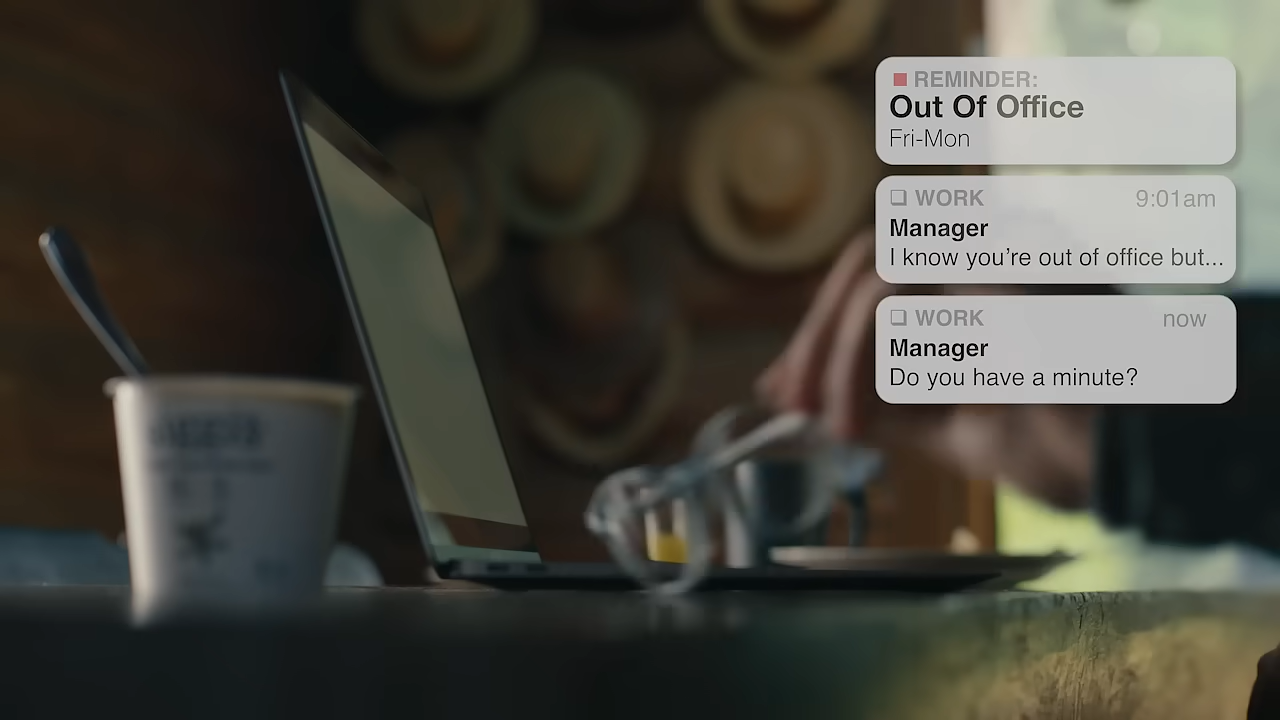 REMINDER:
Out Of Office
Fri-Mon
WORK 9:01am
Manager
I know you’re out of office but...
WORK now
Manager
Do you have a minute?